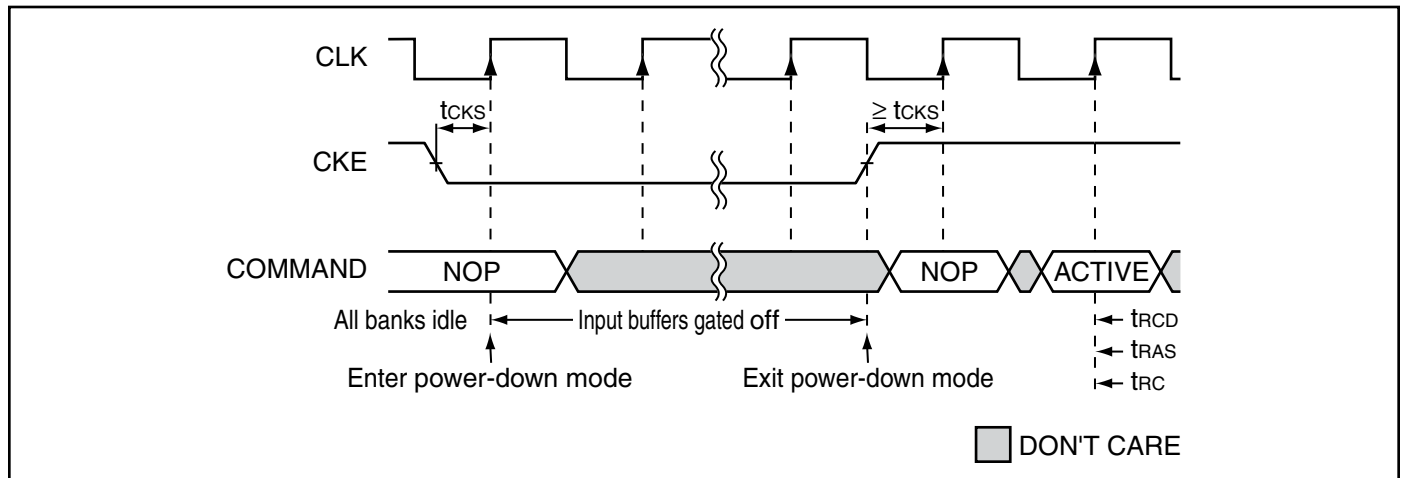 CLK
tCKS
≥ tCKS
CKE
COMMAND
NOP
NOP
ACTIVE
All banks idle
Input buffers gated off
tRCD
tRAS
tRC
Enter power-down mode
Exit power-down mode
DON'T CARE